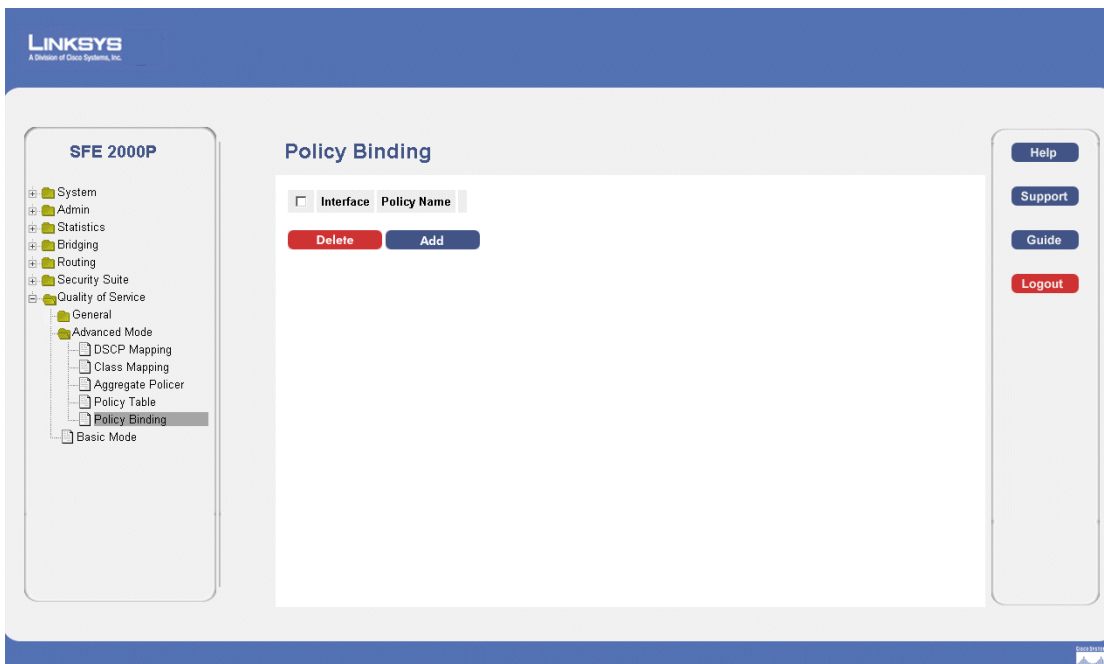 LINKSYS
A Division of Cisco Systems, Inc.
SFE 2000P
System
Admin
Statistics
Bridging
Routing
Security Suite
Quality of Service
General
Advanced Mode
DSCP Mapping
Class Mapping
Aggregate Policer
Policy Table
Policy Binding
Basic Mode
Policy Binding
Interface Policy Name
Delete Add
Help
Support
Guide
Logout